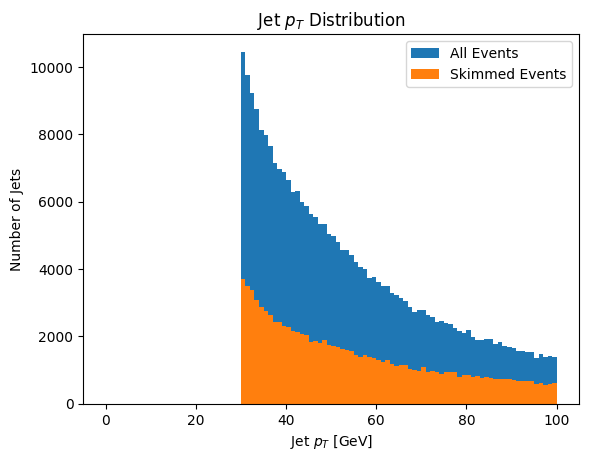 Jet p_T Distribution
All Events
Skimmed Events
Number of Jets
10000
8000
6000
4000
2000
0
0 20 40 60 80 100
Jet p_T [GeV]